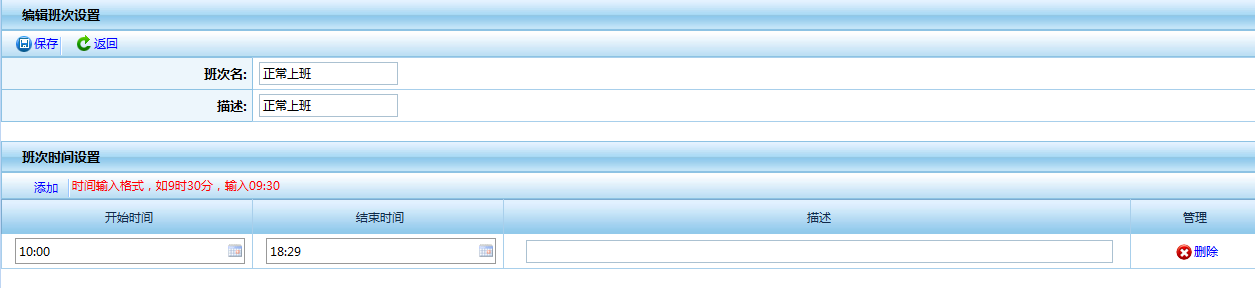 编辑班次设置
保存 返回
班次名: 正常上班
描述: 正常上班
班次时间设置
添加 时间输入格式，如9时30分，输入09:30
开始时间 结束时间 描述 管理
10:00 18:29 删除